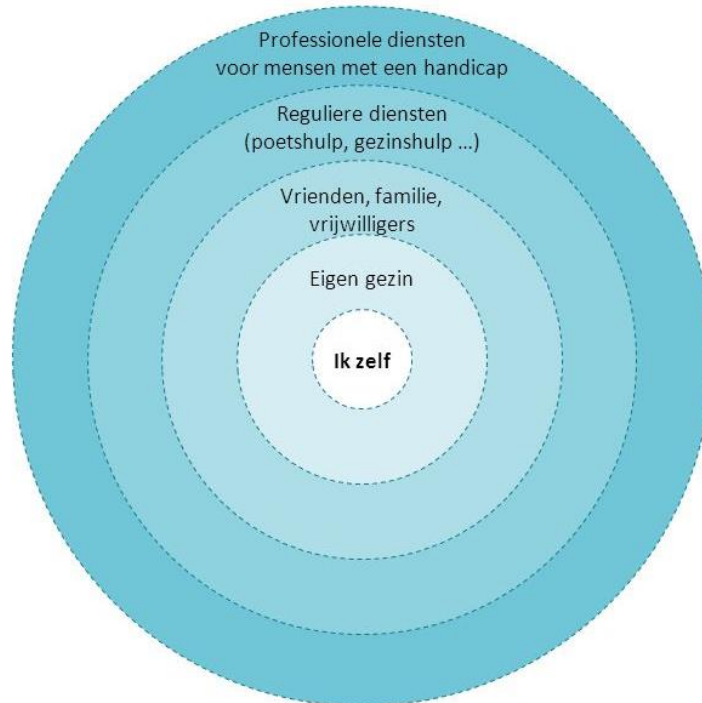 Professionele diensten
voor mensen met een handicap
Reguliere diensten
(poetshulp, gezinshulp ...)
Vrienden, familie,
vrijwilligers
Eigen gezin
Ik zelf